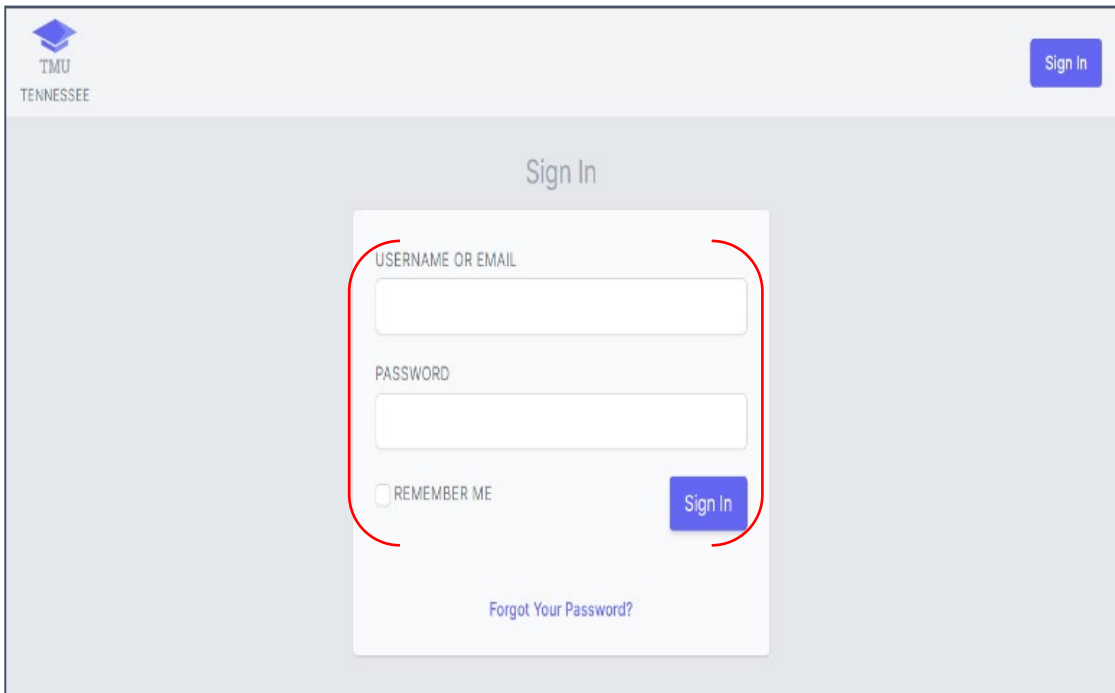 TMU
TENNESSEE
Sign In
Sign In
USERNAME OR EMAIL
PASSWORD
REMEMBER ME
Sign In
Forgot Your Password?